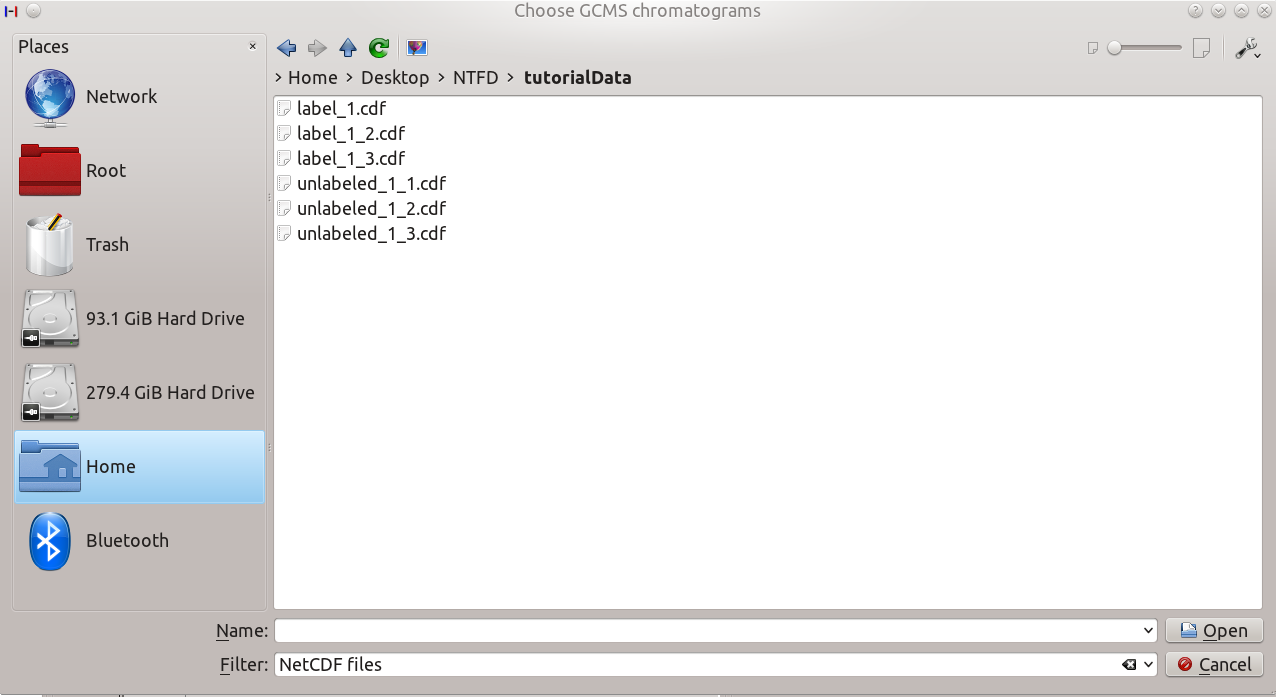 Choose GCMS chromatograms
Places
Network
Root
Trash
93.1 GiB Hard Drive
279.4 GiB Hard Drive
Home
Bluetooth
> Home > Desktop > NTFD > tutorialData
label_1.cdf
label_1_2.cdf
label_1_3.cdf
unlabeled_1_1.cdf
unlabeled_1_2.cdf
unlabeled_1_3.cdf
Name:
Open
Filter: NetCDF files
Cancel